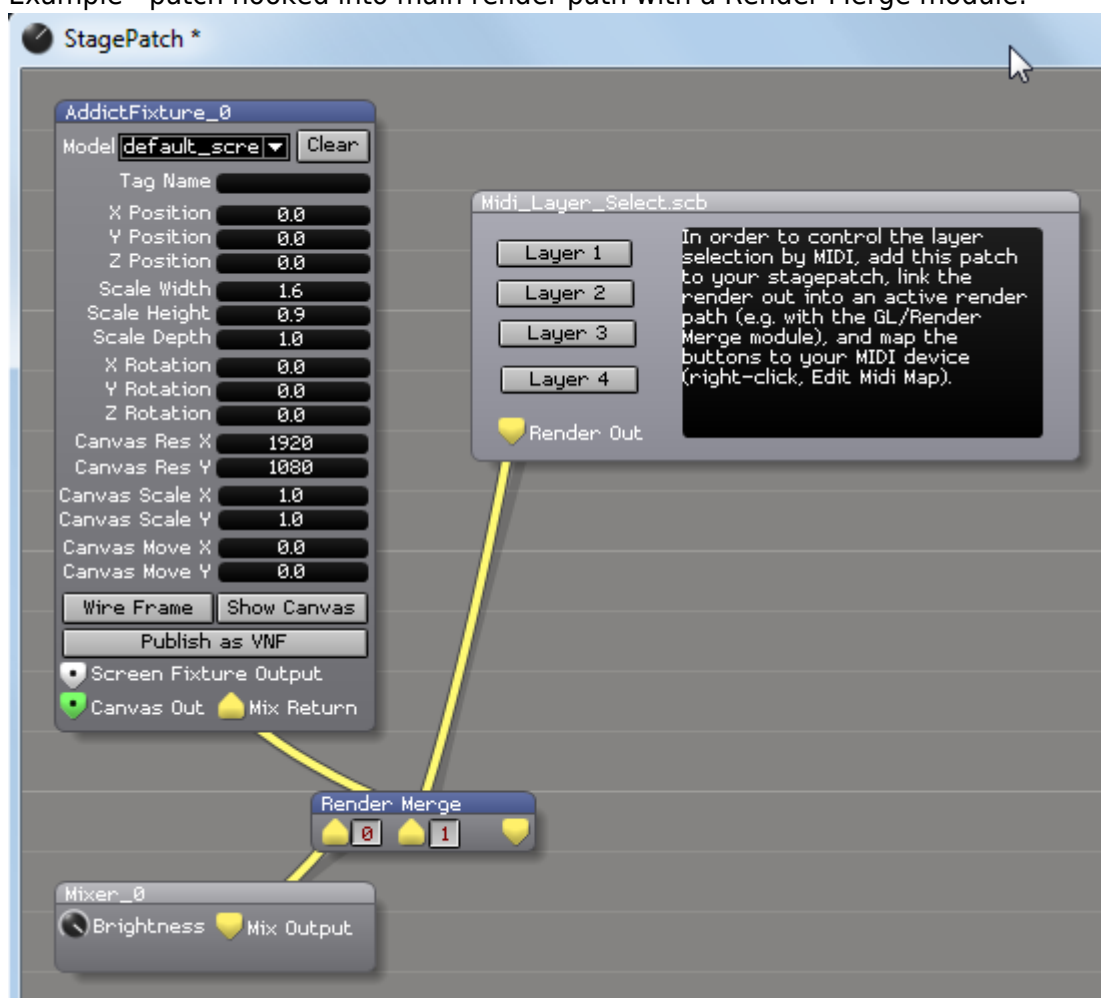 Example - patch hooked into main render path with a Render Merge module:
StagePatch *
AddictFixture_0
Model default_scre Clear
Tag Name
X Position 0.0
Y Position 0.0
Z Position 0.0
Scale Width 1.6
Scale Height 0.9
Scale Depth 1.0
X Rotation 0.0
Y Rotation 0.0
Z Rotation 0.0
Canvas Res X 1920
Canvas Res Y 1080
Canvas Scale X 1.0
Canvas Scale Y 1.0
Canvas Move X 0.0
Canvas Move Y 0.0
Wire Frame Show Canvas
Publish as VNF
Screen Fixture Output
Canvas Out Mix Return
Midi_Layer_Select.scb
Layer 1
Layer 2
Layer 3
Layer 4
Render Out
In order to control the layer
selection by MIDI, add this patch
to your stagepatch, link the
render out into an active render
path (e.g. with the GL/Render
Merge module), and map the
buttons to your MIDI device
(right-click, Edit Midi Map).
Render Merge
0 1
Mixer_0
Brightness Mix Output